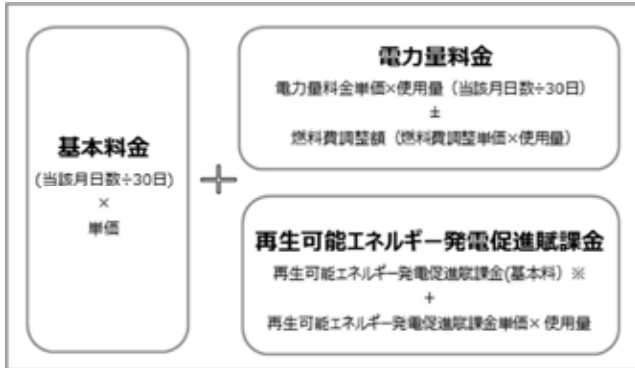 基本料金
(当該月日数÷30日)
×
単価
+
電力量料金
電力量料金単価×使用量（当該月日数÷30日）
±
燃料費調整額（燃料費調整単価×使用量）
再生可能エネルギー発電促進賦課金
再生可能エネルギー発電促進賦課金(基本料）※
+
再生可能エネルギー発電促進賦課金単価× 使用量